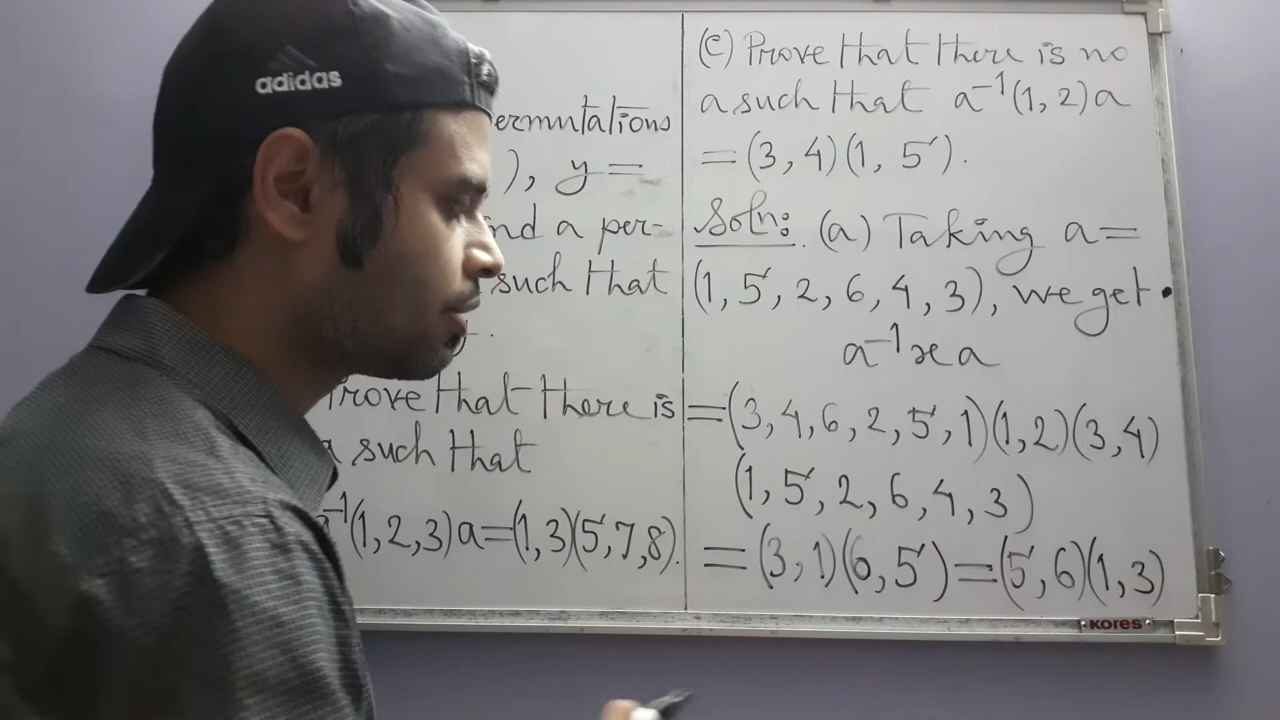 adidas
ermutations
), y =
nd a per-
such that
y.
Prove that there is
a such that
a⁻¹(1, 2, 3)a = (1, 3)(5, 7, 8).
(c) Prove that there is no
a such that a⁻¹(1, 2)a
= (3, 4)(1, 5).
Soln: (a) Taking a =
(1, 5, 2, 6, 4, 3), we get
a⁻¹xa
= (3, 4, 6, 2, 5, 1)(1, 2)(3, 4)
(1, 5, 2, 6, 4, 3)
= (3, 1)(6, 5) = (5, 6)(1, 3)
KORES